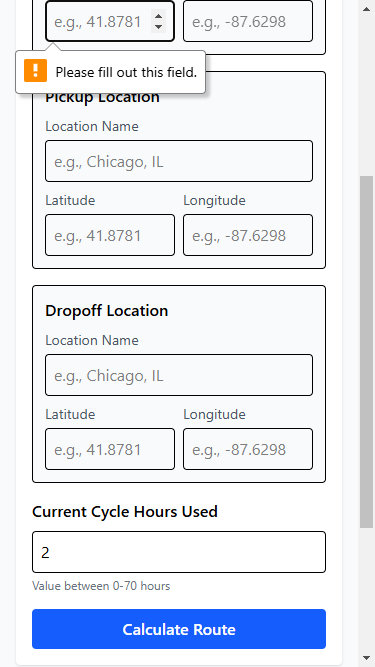 e.g., 41.8781 e.g., -87.6298
Please fill out this field.
Pickup Location
Location Name
e.g., Chicago, IL
Latitude Longitude
e.g., 41.8781 e.g., -87.6298
Dropoff Location
Location Name
e.g., Chicago, IL
Latitude Longitude
e.g., 41.8781 e.g., -87.6298
Current Cycle Hours Used
2
Value between 0-70 hours
Calculate Route